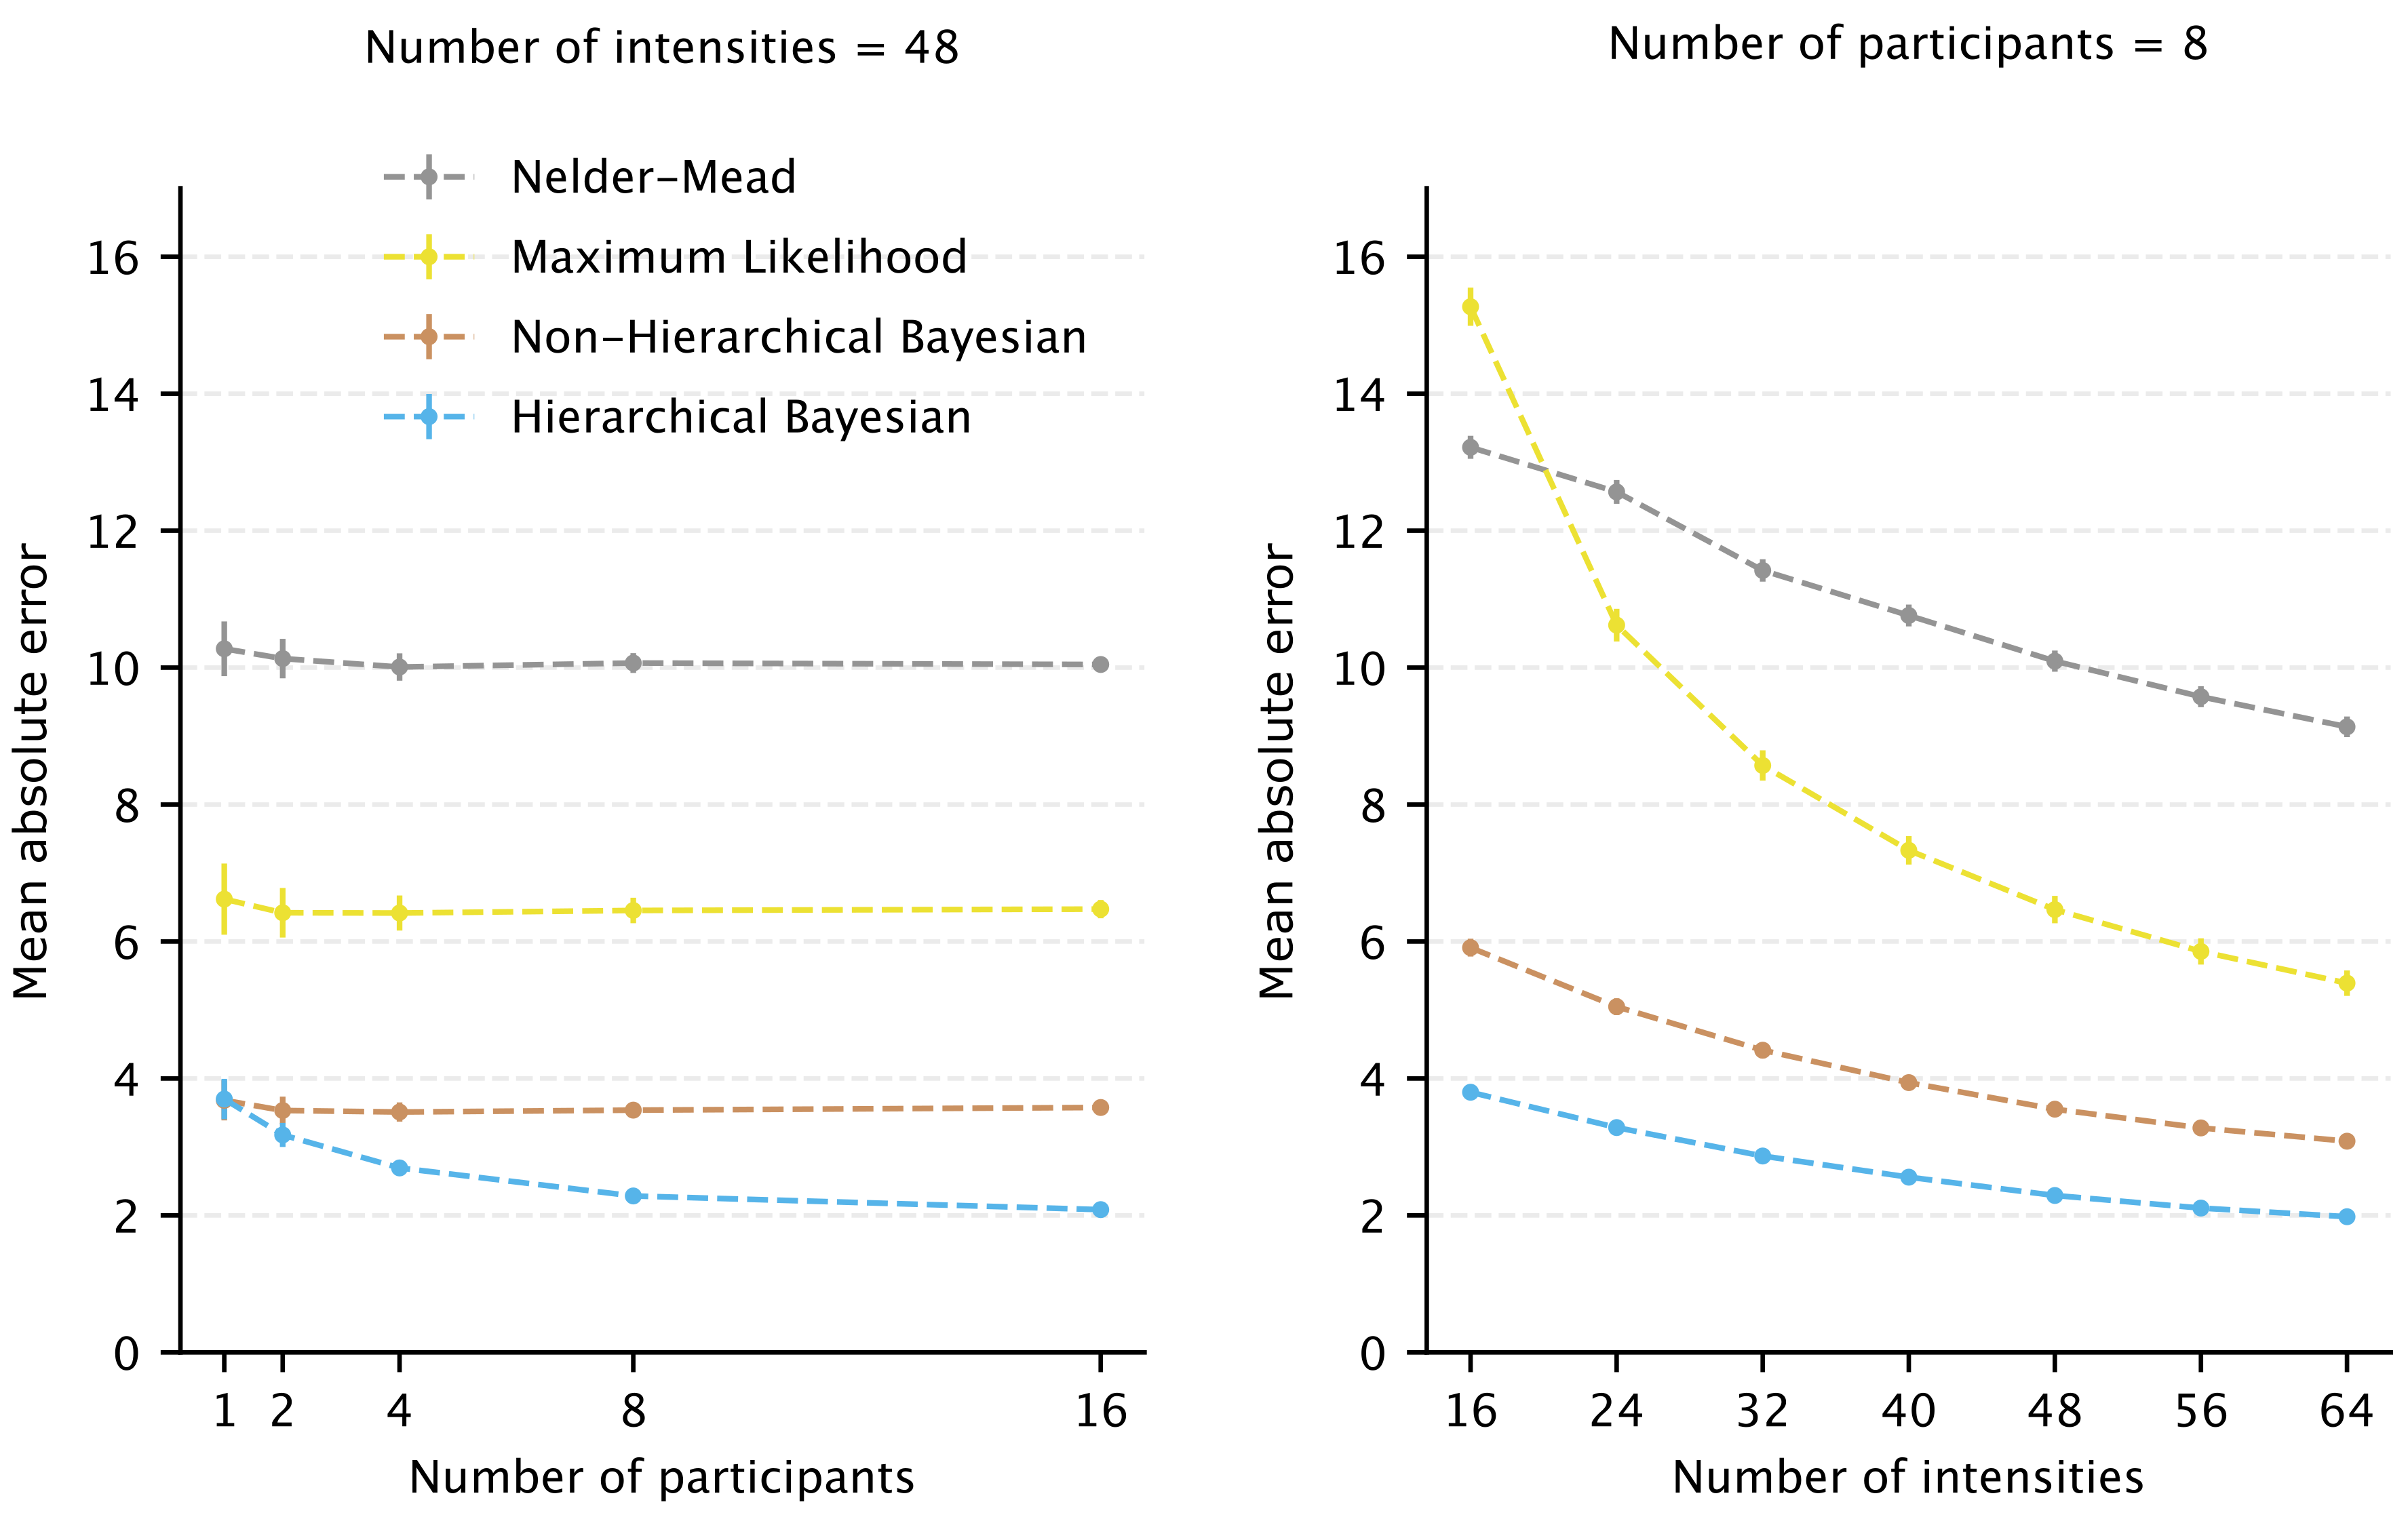 Number of intensities = 48
Nelder–Mead
Maximum Likelihood
Non–Hierarchical Bayesian
Hierarchical Bayesian
Mean absolute error
16
14
12
10
8
6
4
2
0
1 2 4 8 16
Number of participants
Number of participants = 8
Mean absolute error
16
14
12
10
8
6
4
2
0
16 24 32 40 48 56 64
Number of intensities